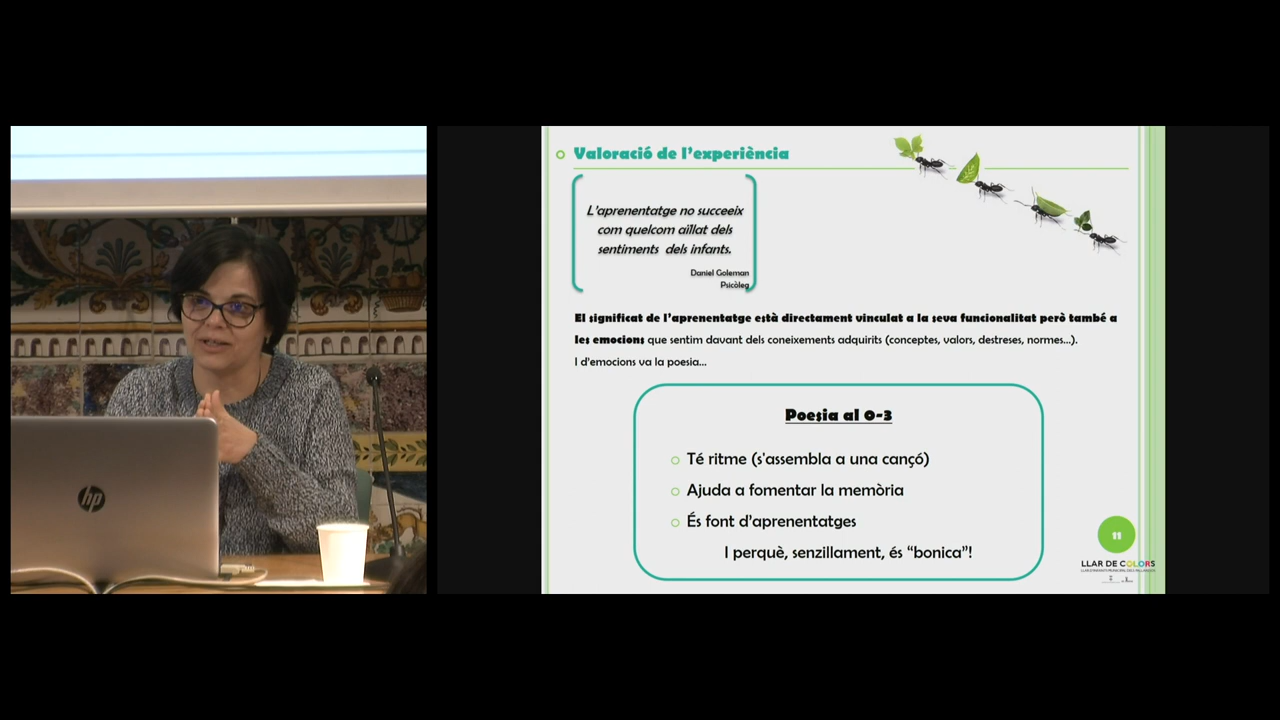 Valoració de l'experiència
L'aprenentatge no succeeix
com quelcom aïllat dels
sentiments dels infants.
Daniel Goleman
Psicòleg
El significat de l'aprenentatge està directament vinculat a la seva funcionalitat però també a
les emocions que sentim davant dels coneixements adquirits (conceptes, valors, destreses, normes...).
I d'emocions va la poesia...
Poesia al 0-3
Té ritme (s'assembla a una cançó)
Ajuda a fomentar la memòria
És font d'aprenentatges
I perquè, senzillament, és "bonica"!
11
LLAR DE COLORS
hp